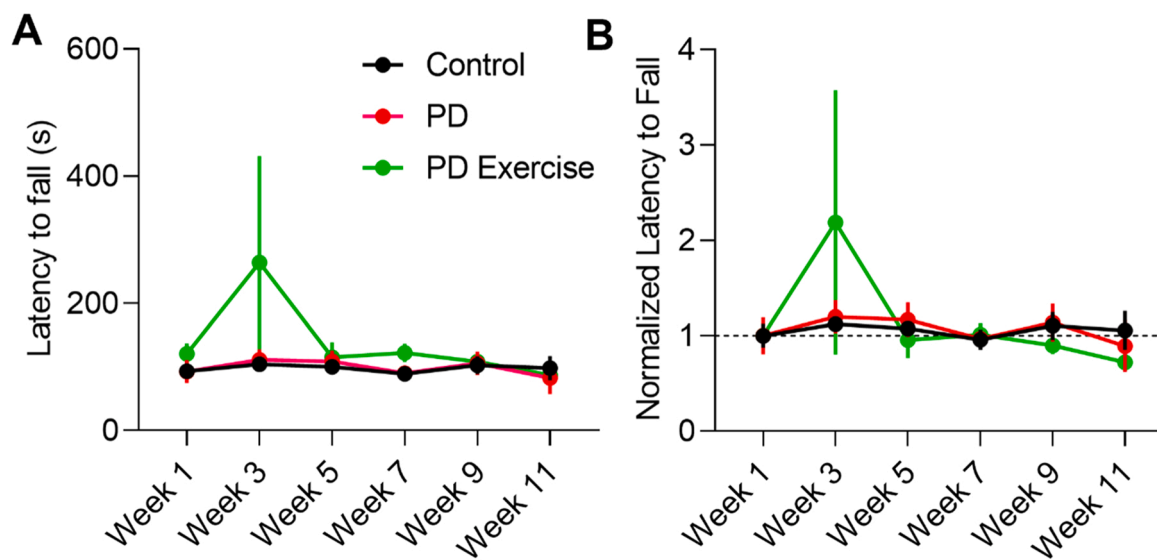 A
Latency to fall (s)
600
400
200
0
Control
PD
PD Exercise
Week 1
Week 3
Week 5
Week 7
Week 9
Week 11
B
Normalized Latency to Fall
4
3
2
1
0
Week 1
Week 3
Week 5
Week 7
Week 9
Week 11